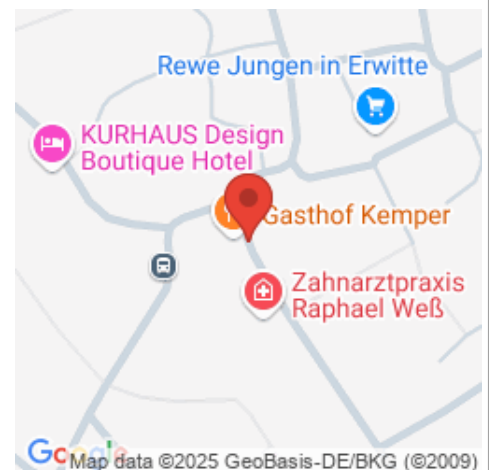 Rewe Jungen in Erwitte
KURHAUS Design
Boutique Hotel
Gasthof Kemper
Zahnarztpraxis
Raphael Weß
Google
Map data ©2025 GeoBasis-DE/BKG (©2009)